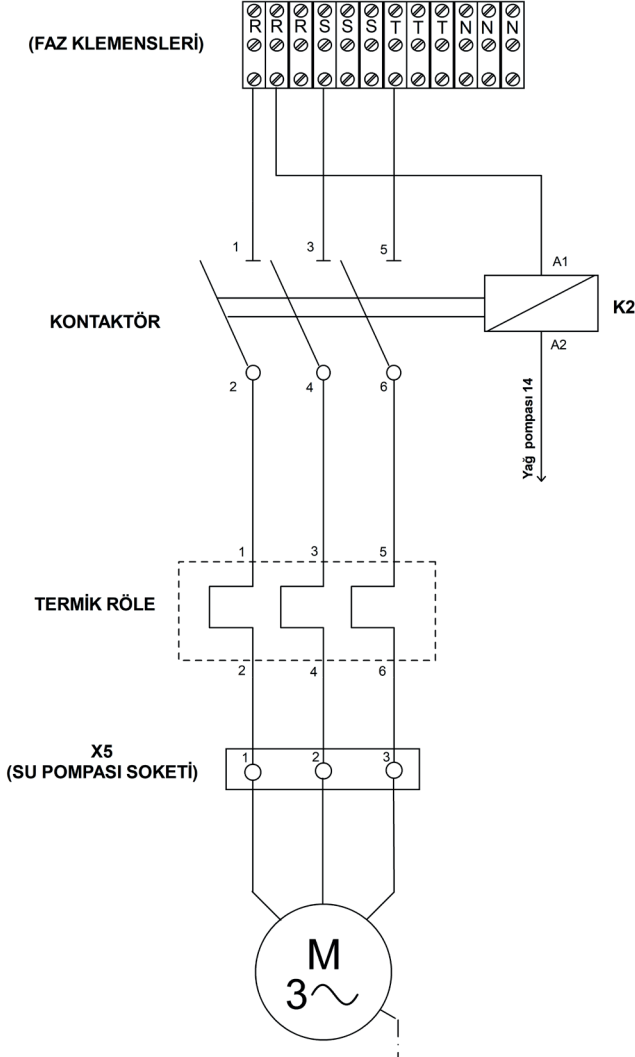 R R R S S S T T T N N N
(FAZ KLEMENSLERİ)
1 3 5
A1
K2
KONTAKTÖR
A2
2 4 6
Yağ pompası 14
1 3 5
TERMİK RÖLE
2 4 6
X5
1 2 3
(SU POMPASI SOKETİ)
M
3